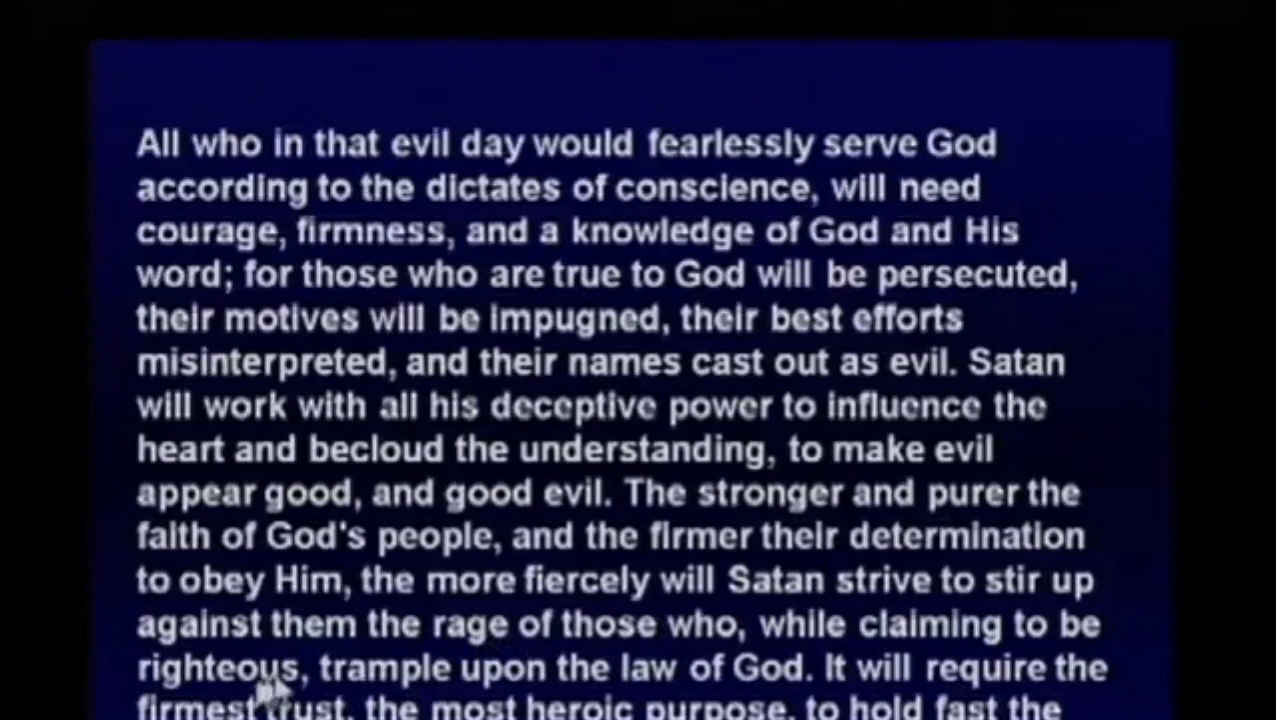 All who in that evil day would fearlessly serve God
according to the dictates of conscience, will need
courage, firmness, and a knowledge of God and His
word; for those who are true to God will be persecuted,
their motives will be impugned, their best efforts
misinterpreted, and their names cast out as evil. Satan
will work with all his deceptive power to influence the
heart and becloud the understanding, to make evil
appear good, and good evil. The stronger and purer the
faith of God's people, and the firmer their determination
to obey Him, the more fiercely will Satan strive to stir up
against them the rage of those who, while claiming to be
righteous, trample upon the law of God. It will require the
firmest trust, the most heroic purpose, to hold fast the